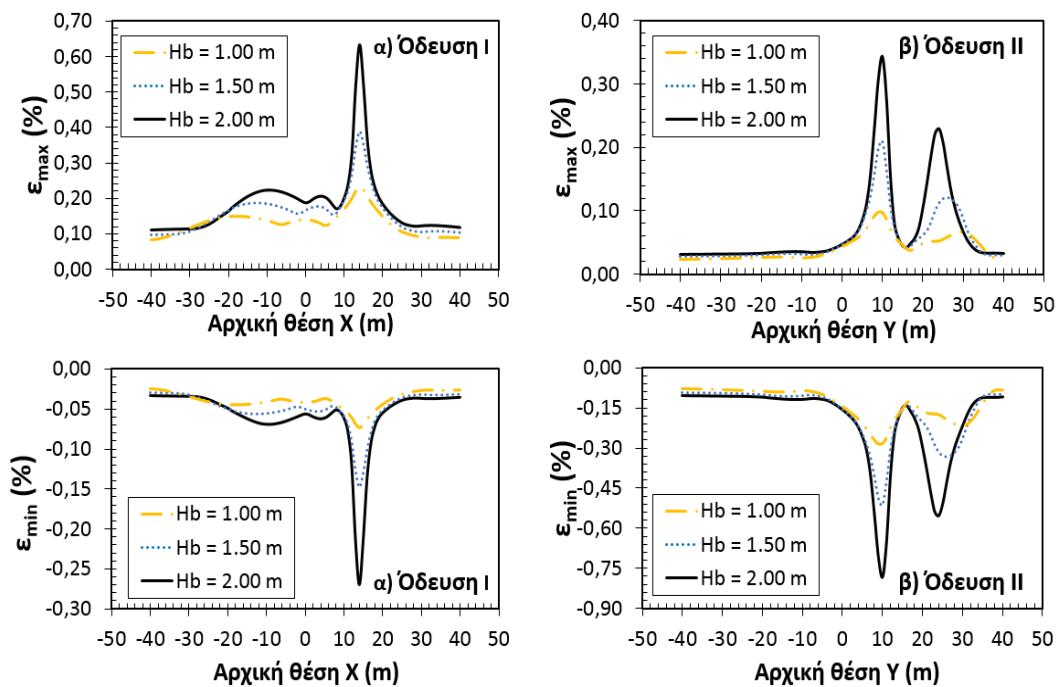 0,70
0,60
0,50
0,40
0,30
0,20
0,10
0,00
εmax (%)
Hb = 1.00 m
Hb = 1.50 m
Hb = 2.00 m
α) Όδευση I
-50 -40 -30 -20 -10 0 10 20 30 40 50
Αρχική θέση X (m)
0,40
0,30
0,20
0,10
0,00
εmax (%)
Hb = 1.00 m
Hb = 1.50 m
Hb = 2.00 m
β) Όδευση II
-50 -40 -30 -20 -10 0 10 20 30 40 50
Αρχική θέση Y (m)
0,00
-0,05
-0,10
-0,15
-0,20
-0,25
-0,30
εmin (%)
Hb = 1.00 m
Hb = 1.50 m
Hb = 2.00 m
α) Όδευση I
-50 -40 -30 -20 -10 0 10 20 30 40 50
Αρχική θέση X (m)
0,00
-0,15
-0,30
-0,45
-0,60
-0,75
-0,90
εmin (%)
Hb = 1.00 m
Hb = 1.50 m
Hb = 2.00 m
β) Όδευση II
-50 -40 -30 -20 -10 0 10 20 30 40 50
Αρχική θέση Y (m)